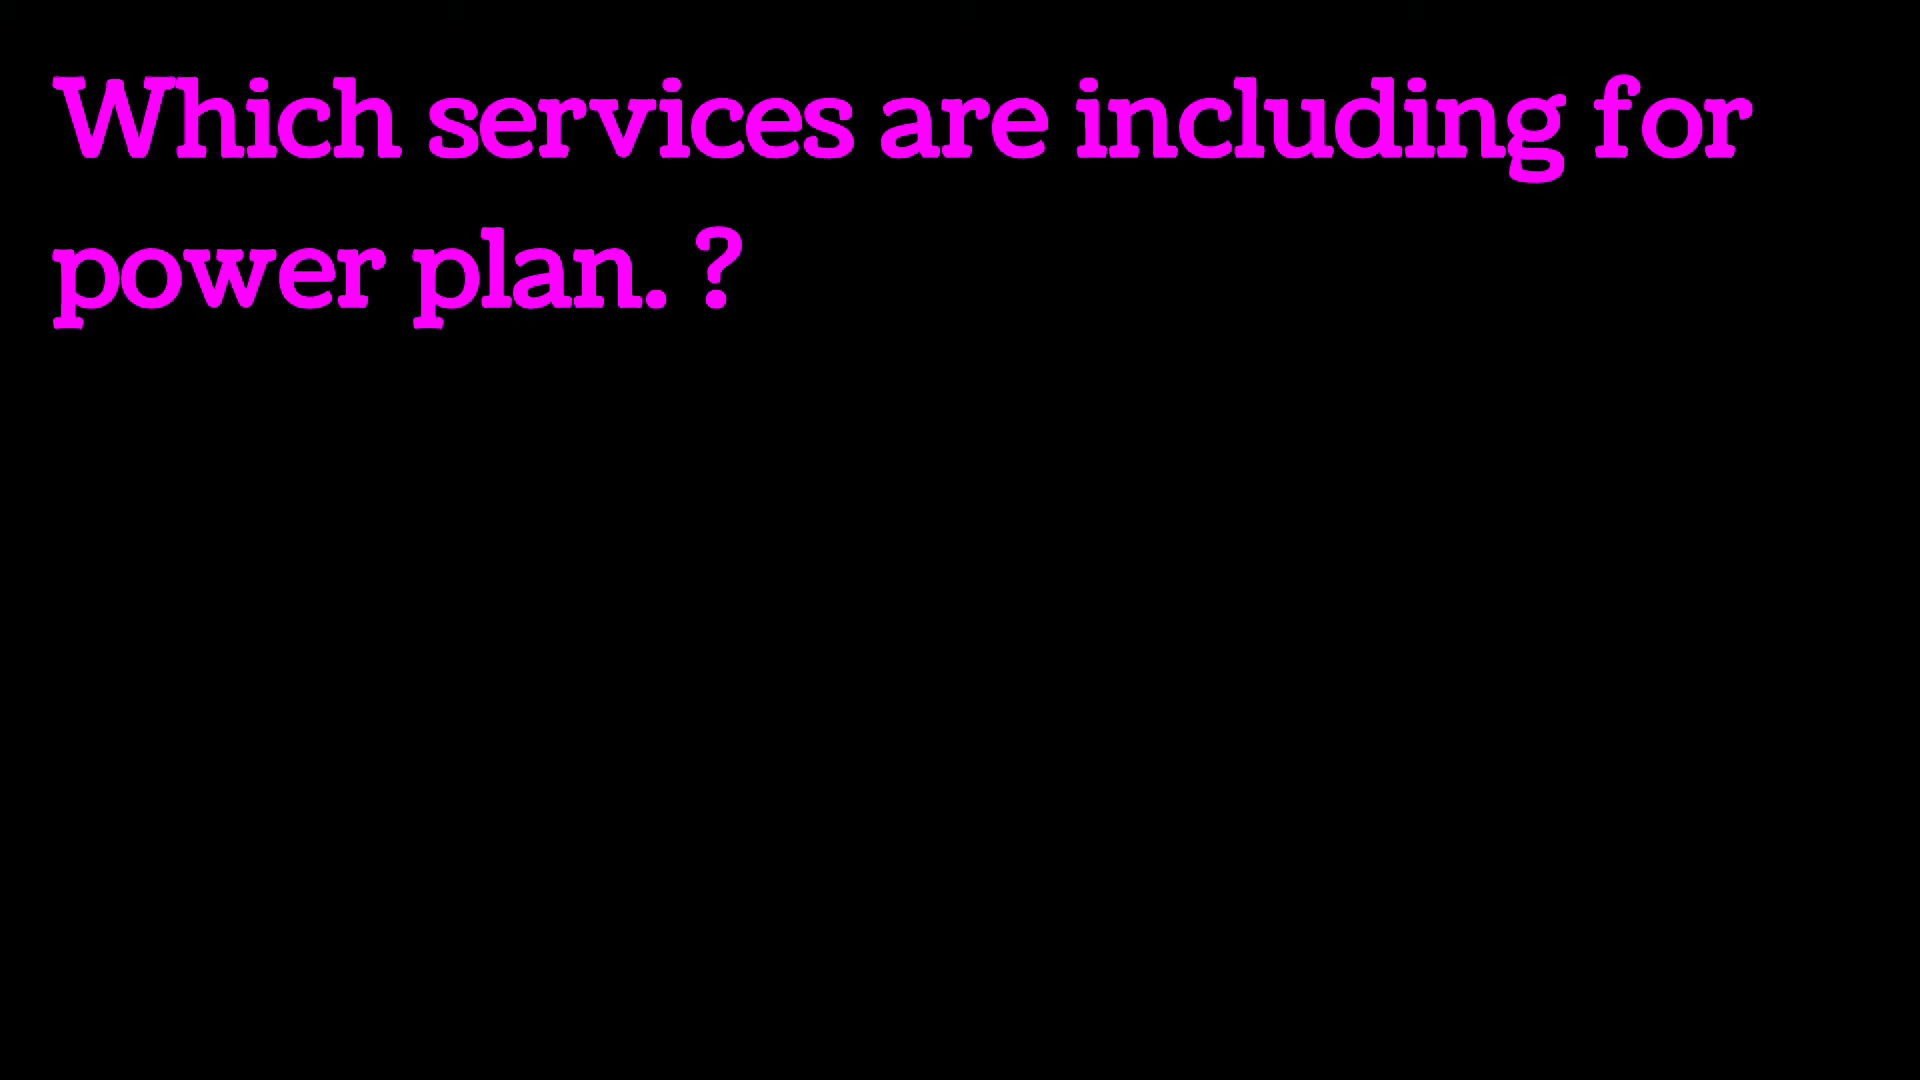 Which services are including for
power plan. ?